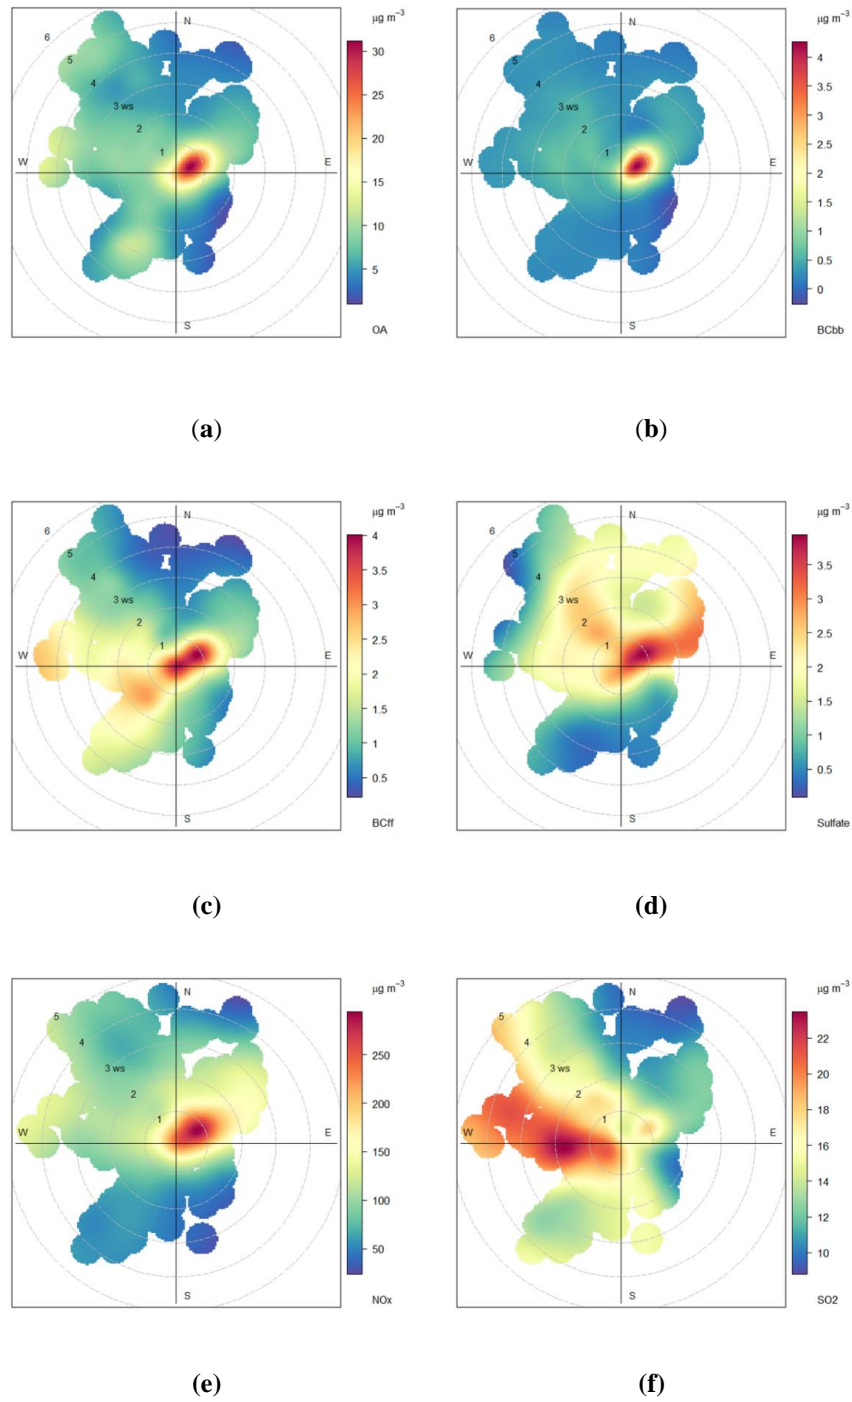 μg m⁻³
N
6
5
4
3 ws
2
1
W
E
S
30
25
20
15
10
5
OA
(a)
μg m⁻³
N
6
5
4
3 ws
2
1
W
E
S
4
3.5
3
2.5
2
1.5
1
0.5
0
BCbb
(b)
μg m⁻³
N
6
5
4
3 ws
2
1
W
E
S
4
3.5
3
2.5
2
1.5
1
0.5
BCff
(c)
μg m⁻³
N
6
5
4
3 ws
2
1
W
E
S
3.5
3
2.5
2
1.5
1
0.5
Sulfate
(d)
μg m⁻³
N
5
4
3 ws
2
1
W
E
S
250
200
150
100
50
NOx
(e)
μg m⁻³
N
5
4
3 ws
2
1
W
E
S
22
20
18
16
14
12
10
SO2
(f)